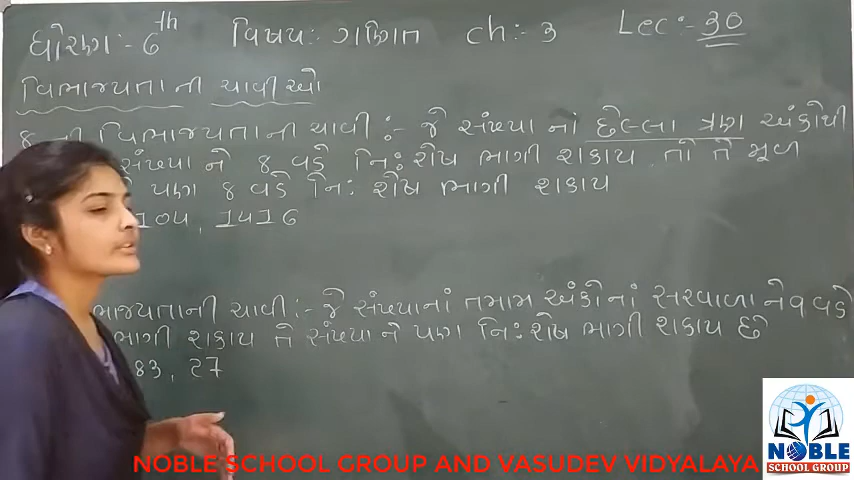 ધોરણ :- 6th વિષય :- ગણિત ch :- 3 Lec :- 30
વિભાજ્યતાની ચાવીઓ
8 ની વિભાજ્યતાની ચાવી :- જે સંખ્યા નાં છેલ્લા ત્રણ અંકોથી
સંખ્યા ને 8 વડે નિઃશેષ ભાગી શકાય તો તે મૂળ
પણ 8 વડે નિઃશેષ ભાગી શકાય
1416
ભાજ્યતાની ચાવી :- જે સંખ્યાનાં તમામ અંકોનાં સરવાળાને 9 વડે
ભાગી શકાય તે સંખ્યા ને પણ નિઃશેષ ભાગી શકાય છે
83, 27
NOBLE SCHOOL GROUP AND VASUDEV VIDYALAYA
NOBLE
SCHOOL GROUP